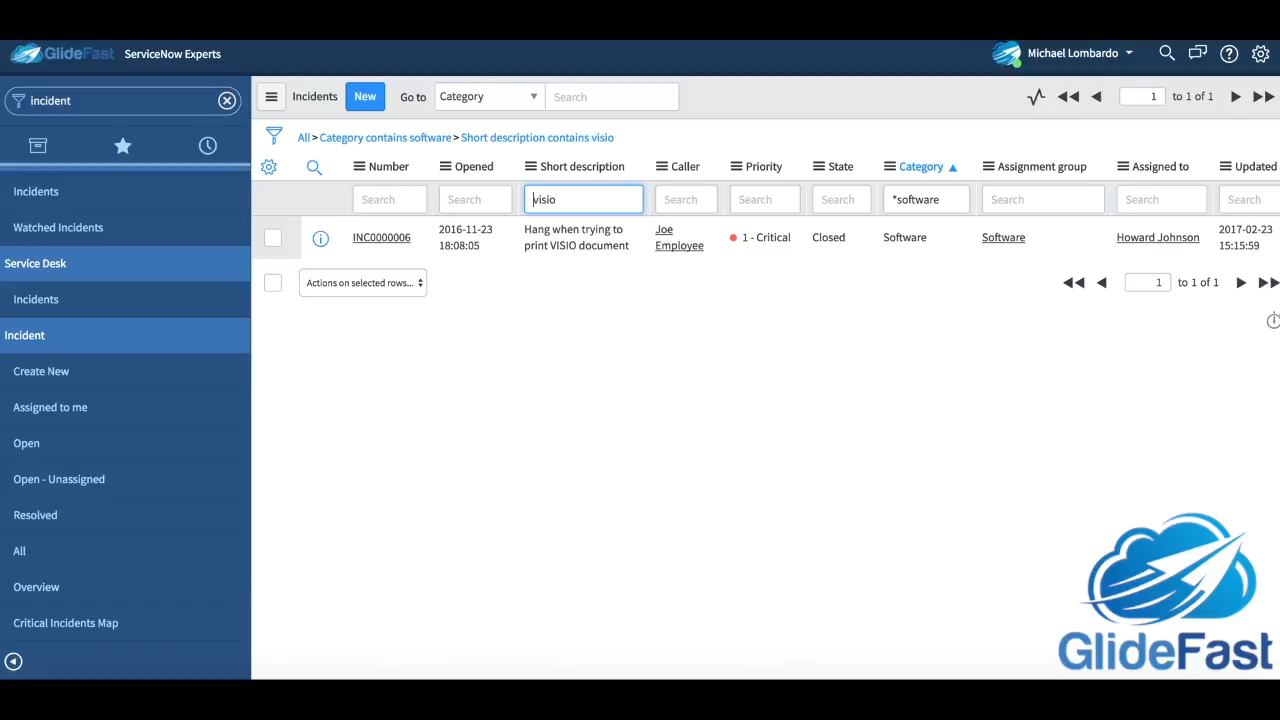 GlideFast ServiceNow Experts
Michael Lombardo
incident
Incidents
Watched Incidents
Service Desk
Incidents
Incident
Create New
Assigned to me
Open
Open - Unassigned
Resolved
All
Overview
Critical Incidents Map
Incidents New Go to Category Search 1 to 1 of 1
All > Category contains software > Short description contains visio
Number Opened Short description Caller Priority State Category Assignment group Assigned to Updated
Search Search visio Search Search Search *software Search Search Search
INC0000006 2016-11-23 18:08:05 Hang when trying to print VISIO document Joe Employee 1 - Critical Closed Software Software Howard Johnson 2017-02-23 15:15:59
Actions on selected rows... 1 to 1 of 1
GlideFast